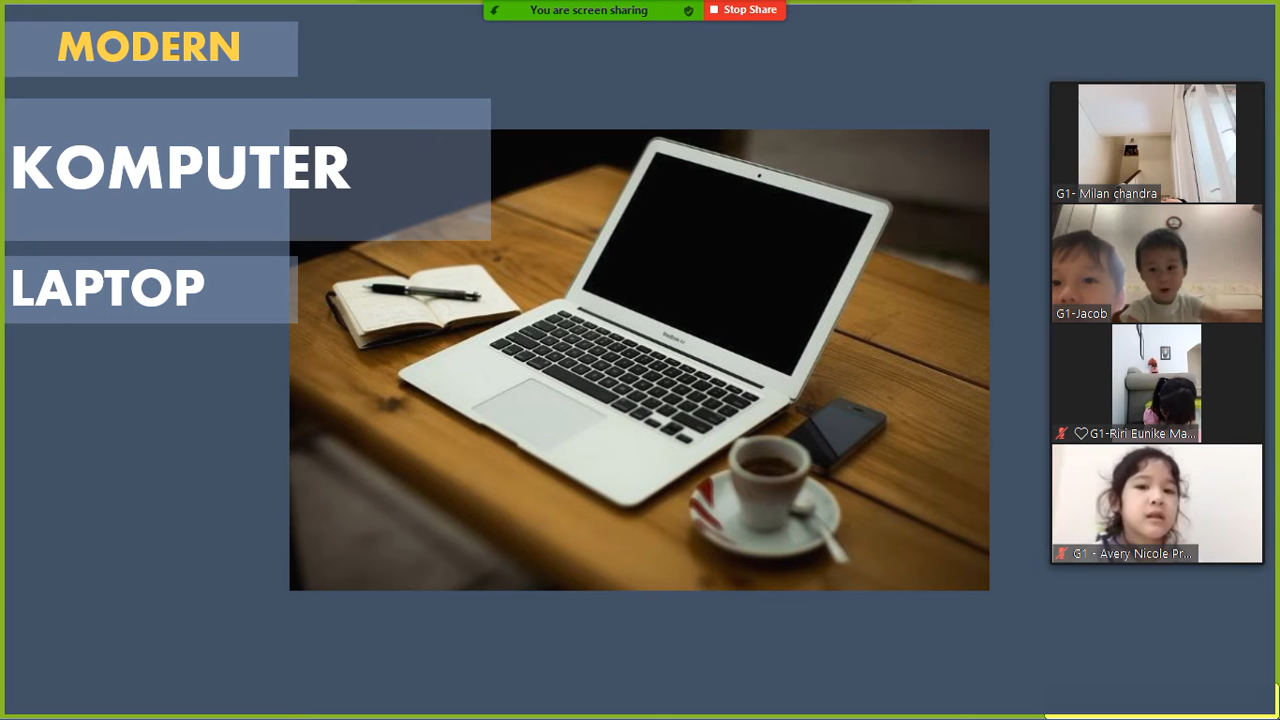 You are screen sharing
Stop Share
MODERN
KOMPUTER
LAPTOP
G1- Milan chandra
G1-Jacob
G1-Riri Eunike Ma...
G1 - Avery Nicole Pr...